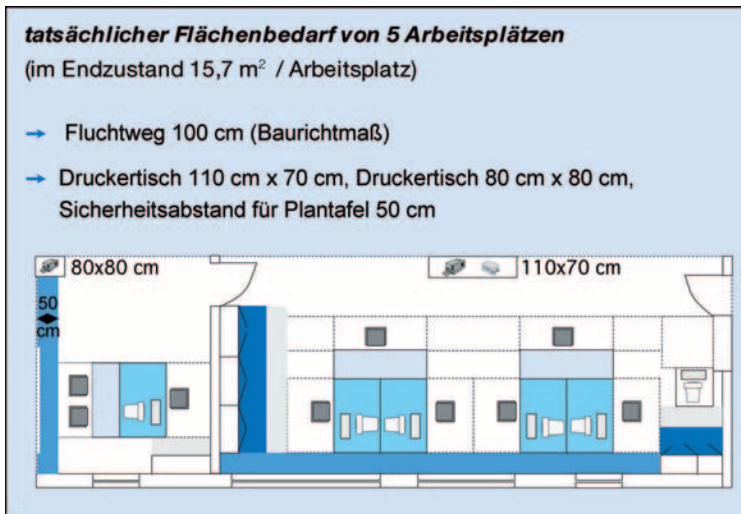 tatsächlicher Flächenbedarf von 5 Arbeitsplätzen
(im Endzustand 15,7 m² / Arbeitsplatz)
→ Fluchtweg 100 cm (Baurichtmaß)
→ Druckertisch 110 cm x 70 cm, Druckertisch 80 cm x 80 cm,
Sicherheitsabstand für Plantafel 50 cm
80x80 cm
110x70 cm
50
cm